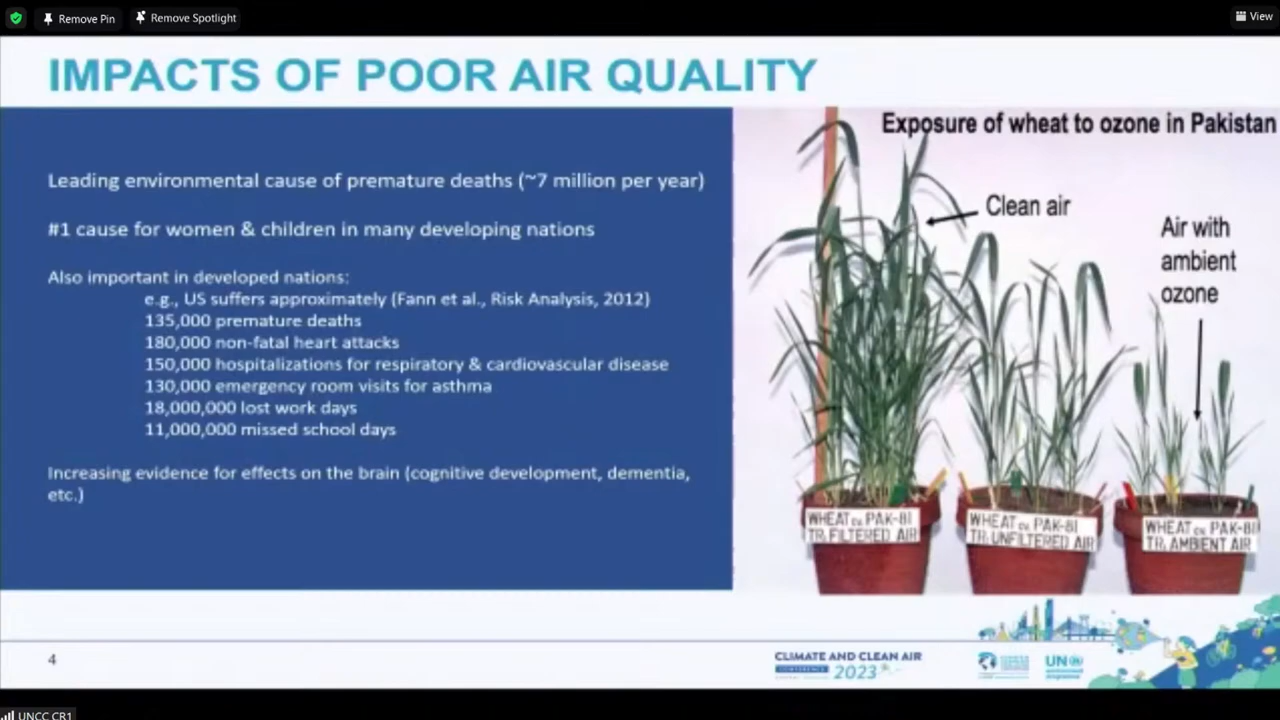 Remove Pin
Remove Spotlight
View
IMPACTS OF POOR AIR QUALITY
Leading environmental cause of premature deaths (~7 million per year)
#1 cause for women & children in many developing nations
Also important in developed nations:
e.g., US suffers approximately (Fann et al., Risk Analysis, 2012)
135,000 premature deaths
180,000 non-fatal heart attacks
150,000 hospitalizations for respiratory & cardiovascular disease
130,000 emergency room visits for asthma
18,000,000 lost work days
11,000,000 missed school days
Increasing evidence for effects on the brain (cognitive development, dementia,
etc.)
Exposure of wheat to ozone in Pakistan
Clean air
Air with
ambient
ozone
WHEAT cv. PAK-81
TR. FILTERED AIR
WHEAT cv. PAK-81
TR. UNFILTERED AIR
WHEAT cv. PAK-81
TR. AMBIENT AIR
4
CLIMATE AND CLEAN AIR
CONFERENCE
2023
UN
UNCC CR1